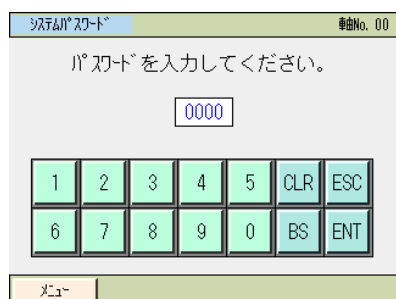 ｼｽﾃﾑﾊﾟｽﾜｰﾄﾞ 軸No. 00
ﾊﾟｽﾜｰﾄﾞを入力してください。
0000
1 2 3 4 5 CLR ESC
6 7 8 9 0 BS ENT
ﾒﾆｭｰ